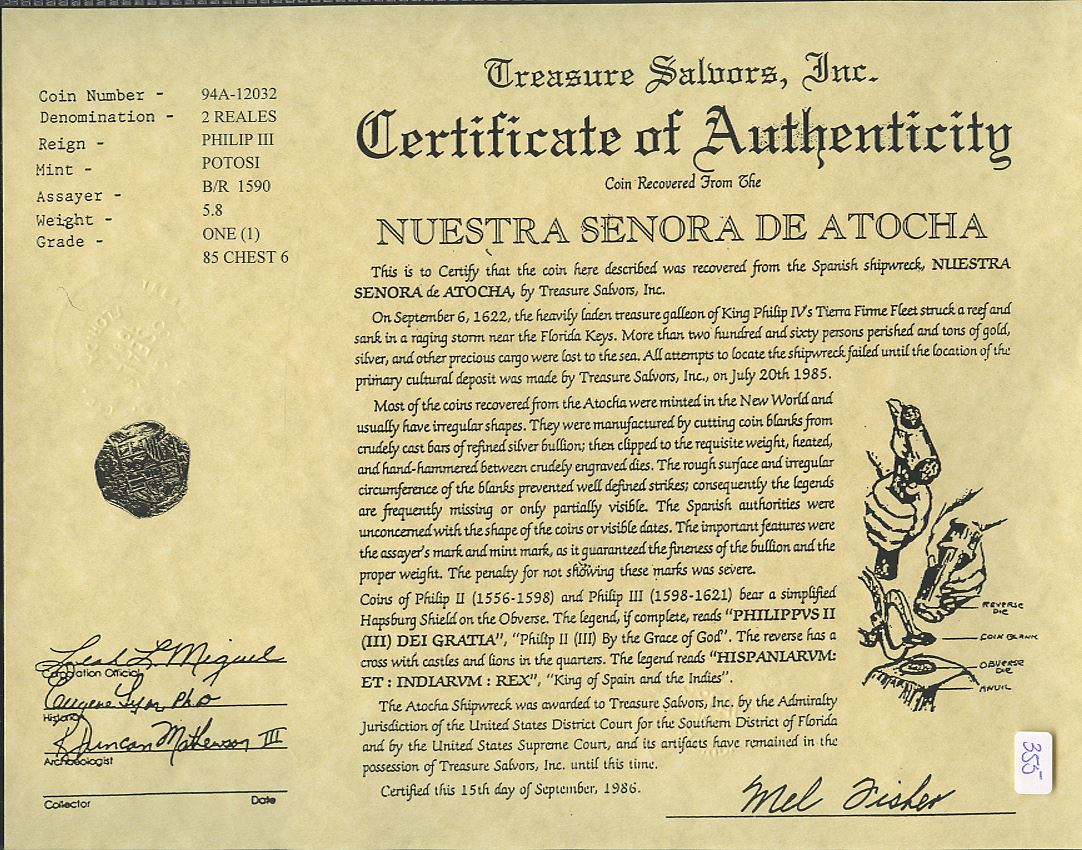 Coin Number - 94A-12032
Denomination - 2 REALES
Reign - PHILIP III
Mint - POTOSI
Assayer - B/R 1590
Weight - 5.8
Grade - ONE (1)
85 CHEST 6
Treasure Salvors, Inc.
Certificate of Authenticity
Coin Recovered From The
NUESTRA SENORA DE ATOCHA
This is to Certify that the coin here described was recovered from the Spanish shipwreck, NUESTRA
SENORA de ATOCHA, by Treasure Salvors, Inc.
On September 6, 1622, the heavily laden treasure galleon of King Philip IV's Tierra Firme Fleet struck a reef and
sank in a raging storm near the Florida Keys. More than two hundred and sixty persons perished and tons of gold,
silver, and other precious cargo were lost to the sea. All attempts to locate the shipwreck failed until the location of the
primary cultural deposit was made by Treasure Salvors, Inc., on July 20th 1985.
Most of the coins recovered from the Atocha were minted in the New World and
usually have irregular shapes. They were manufactured by cutting coin blanks from
crudely cast bars of refined silver bullion; then clipped to the requisite weight, heated,
and hand-hammered between crudely engraved dies. The rough surface and irregular
circumference of the blanks prevented well defined strikes; consequently the legends
are frequently missing or only partially visible. The Spanish authorities were
unconcerned with the shape of the coins or visible dates. The important features were
the assayer's mark and mint mark, as it guaranteed the fineness of the bullion and the
proper weight. The penalty for not showing these marks was severe.
Coins of Philip II (1556-1598) and Philip III (1598-1621) bear a simplified
Hapsburg Shield on the Obverse. The legend, if complete, reads "PHILIPPVS II
(III) DEI GRATIA", "Philip II (III) By the Grace of God". The reverse has a
cross with castles and lions in the quarters. The legend reads "HISPANIARVM:
ET : INDIARVM : REX", "King of Spain and the Indies".
The Atocha Shipwreck was awarded to Treasure Salvors, Inc. by the Admiralty
Jurisdiction of the United States District Court for the Southern District of Florida
and by the United States Supreme Court, and its artifacts have remained in the
possession of Treasure Salvors, Inc. until this time.
Certified this 15th day of September, 1986.
REVERSE
DIE
COIN BLANK
OBVERSE
DIE
ANVIL
Leah L. Miguel
Corporation Official
Eugene Lyon PhD
Historian
R Duncan Mathewson III
Archaeologist
Collector Date
Mel Fisher
355